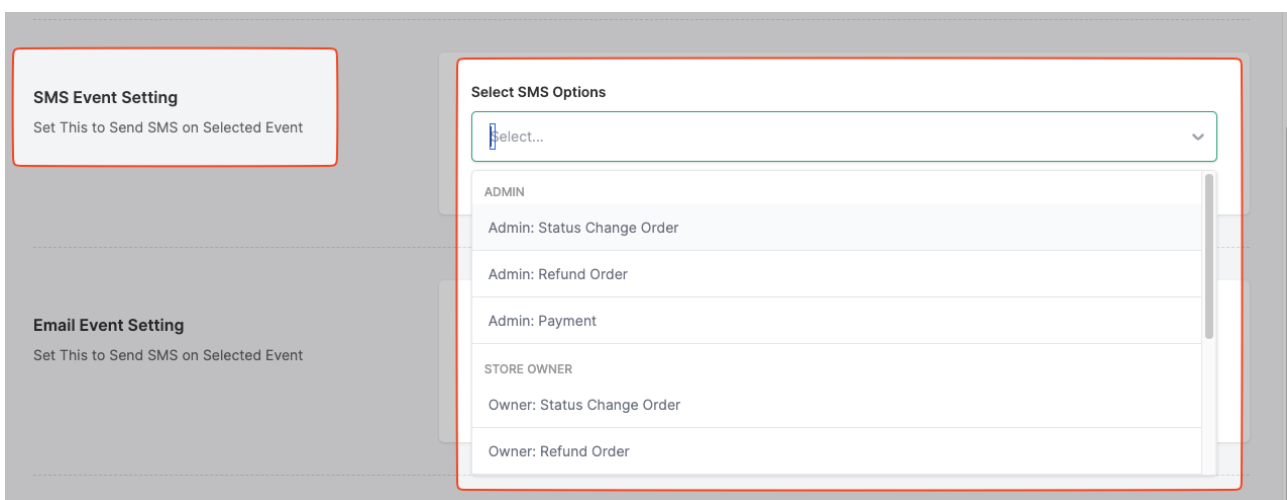 SMS Event Setting
Set This to Send SMS on Selected Event
Select SMS Options
Select...
ADMIN
Admin: Status Change Order
Admin: Refund Order
Admin: Payment
STORE OWNER
Owner: Status Change Order
Owner: Refund Order
Email Event Setting
Set This to Send SMS on Selected Event